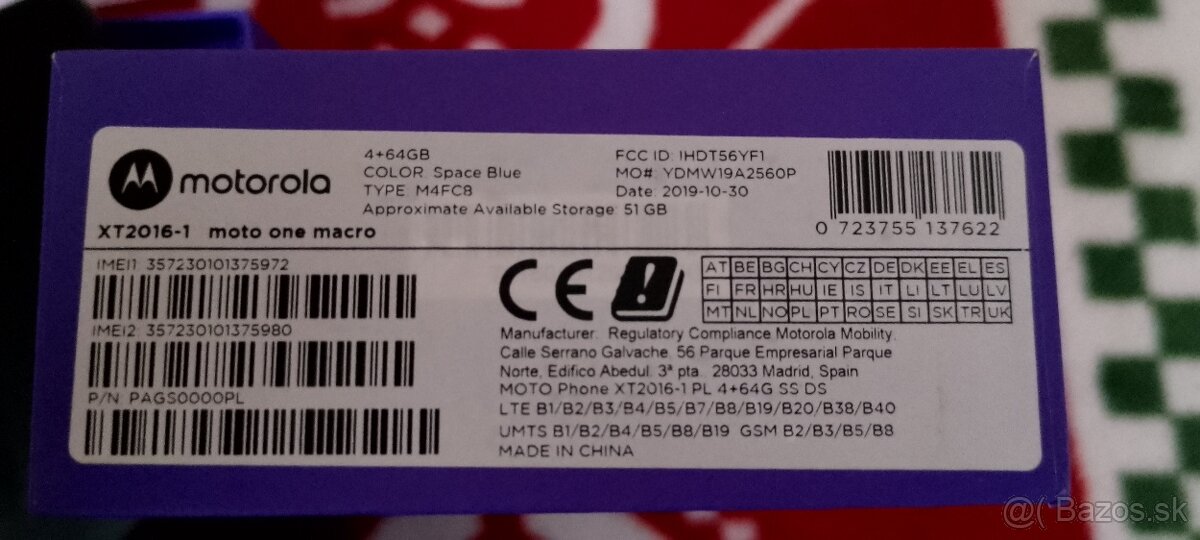 motorola
4+64GB
COLOR: Space Blue
TYPE: M4FC8
Approximate Available Storage: 51 GB
FCC ID: IHDT56YF1
MO# YDMW19A2560P
Date: 2019-10-30
0 723755 137622
XT2016-1 moto one macro
IMEI1: 357230101375972
IMEI2: 357230101375980
P/N: PAGS0000PL
CE
AT BE BG CH CY CZ DE DK EE EL ES
FI FR HR HU IE IS IT LI LT LU LV
MT NL NO PL PT RO SE SI SK TR UK
Manufacturer: Regulatory Compliance Motorola Mobility.
Calle Serrano Galvache. 56 Parque Empresarial Parque
Norte, Edifico Abedul. 3ª pta. 28033 Madrid, Spain
MOTO Phone XT2016-1 PL 4+64G SS DS
LTE B1/B2/B3/B4/B5/B7/B8/B19/B20/B38/B40
UMTS B1/B2/B4/B5/B8/B19 GSM B2/B3/B5/B8
MADE IN CHINA
@( Bazos.sk